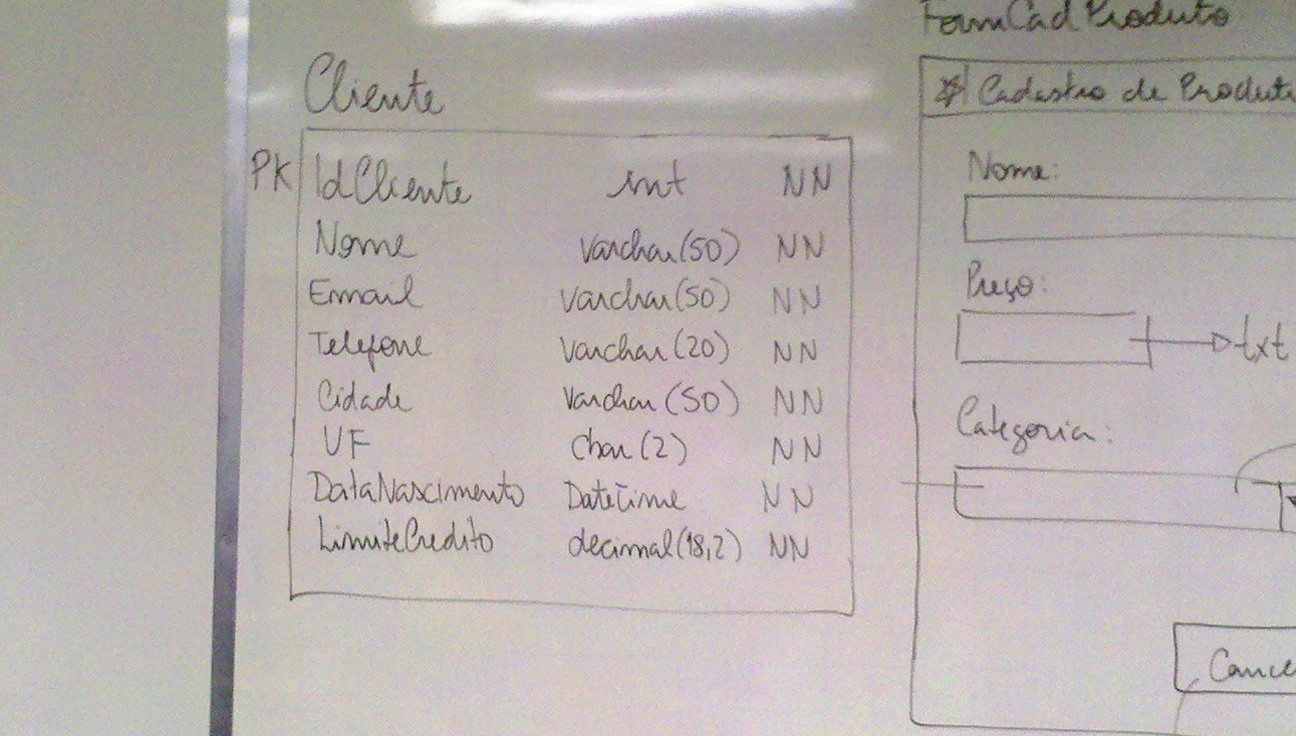 Cliente
PK IdCliente int NN
Nome varchar(50) NN
Email varchar(50) NN
Telefone varchar(20) NN
Cidade varchar(50) NN
UF char(2) NN
DataNascimento DateTime NN
LimiteCredito decimal(18,2) NN
FormCadProduto
Cadastro de Produt
Nome:
Preço:
txt
Categoria:
Cance